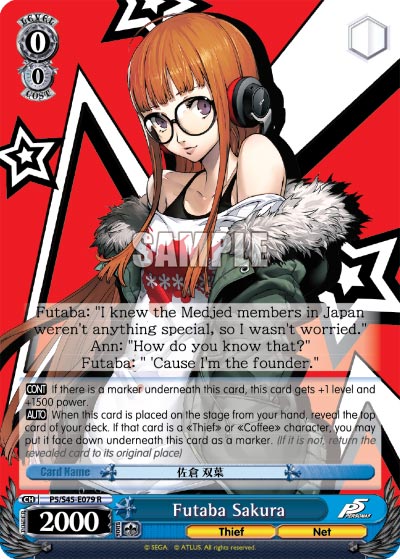 LEVEL
0
0
COST
SAMPLE
Futaba: "I knew the Medjed members in Japan
weren't anything special, so I wasn't worried."
Ann: "How do you know that?"
Futaba: " 'Cause I'm the founder."
CONT If there is a marker underneath this card, this card gets +1 level and
+1500 power.
AUTO When this card is placed on the stage from your hand, reveal the top
card of your deck. If that card is a «Thief» or «Coffee» character, you may
put it face down underneath this card as a marker. (If it is not, return the
revealed card to its original place)
Card Name
佐倉 双葉
CH
P5/S45-E079 R
Futaba Sakura
P5
PERSONA5
POWER
2000
TRAIT
Thief
Net
© SEGA. © ATLUS. All rights reserved.